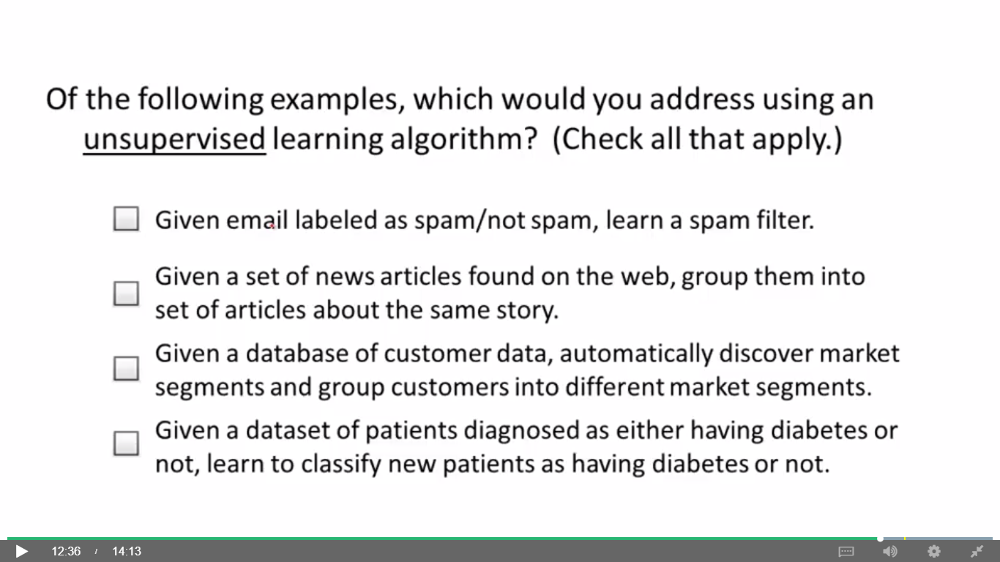 Of the following examples, which would you address using an
unsupervised learning algorithm? (Check all that apply.)
Given email labeled as spam/not spam, learn a spam filter.
Given a set of news articles found on the web, group them into
set of articles about the same story.
Given a database of customer data, automatically discover market
segments and group customers into different market segments.
Given a dataset of patients diagnosed as either having diabetes or
not, learn to classify new patients as having diabetes or not.
12:36 / 14:13